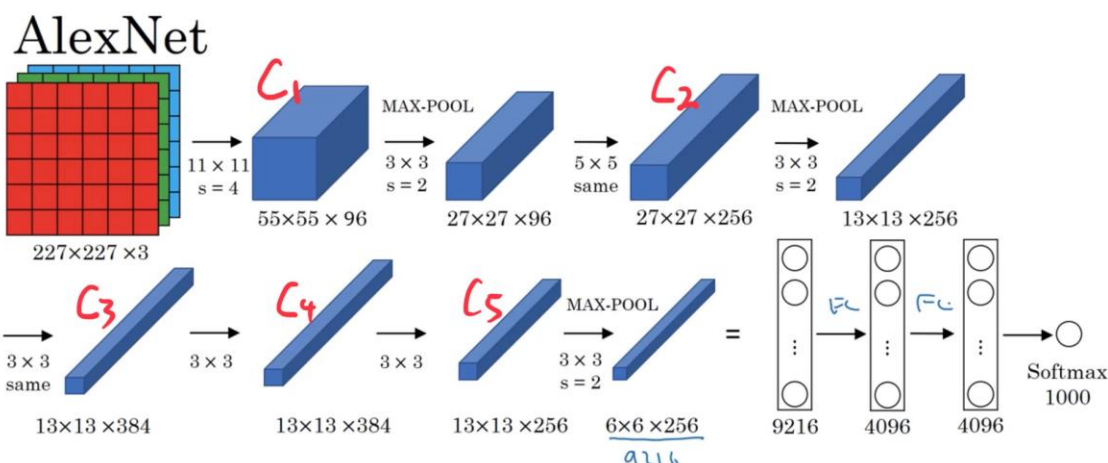 AlexNet
C1
C2
MAX-POOL
MAX-POOL
11 × 11
s = 4
3 × 3
s = 2
5 × 5
same
3 × 3
s = 2
227×227 ×3
55×55 × 96
27×27 ×96
27×27 ×256
13×13 ×256
C3
C4
C5
MAX-POOL
=
FC
FC
3 × 3
same
3 × 3
3 × 3
3 × 3
s = 2
Softmax
1000
13×13 ×384
13×13 ×384
13×13 ×256
6×6 ×256
9216
4096
4096
9216